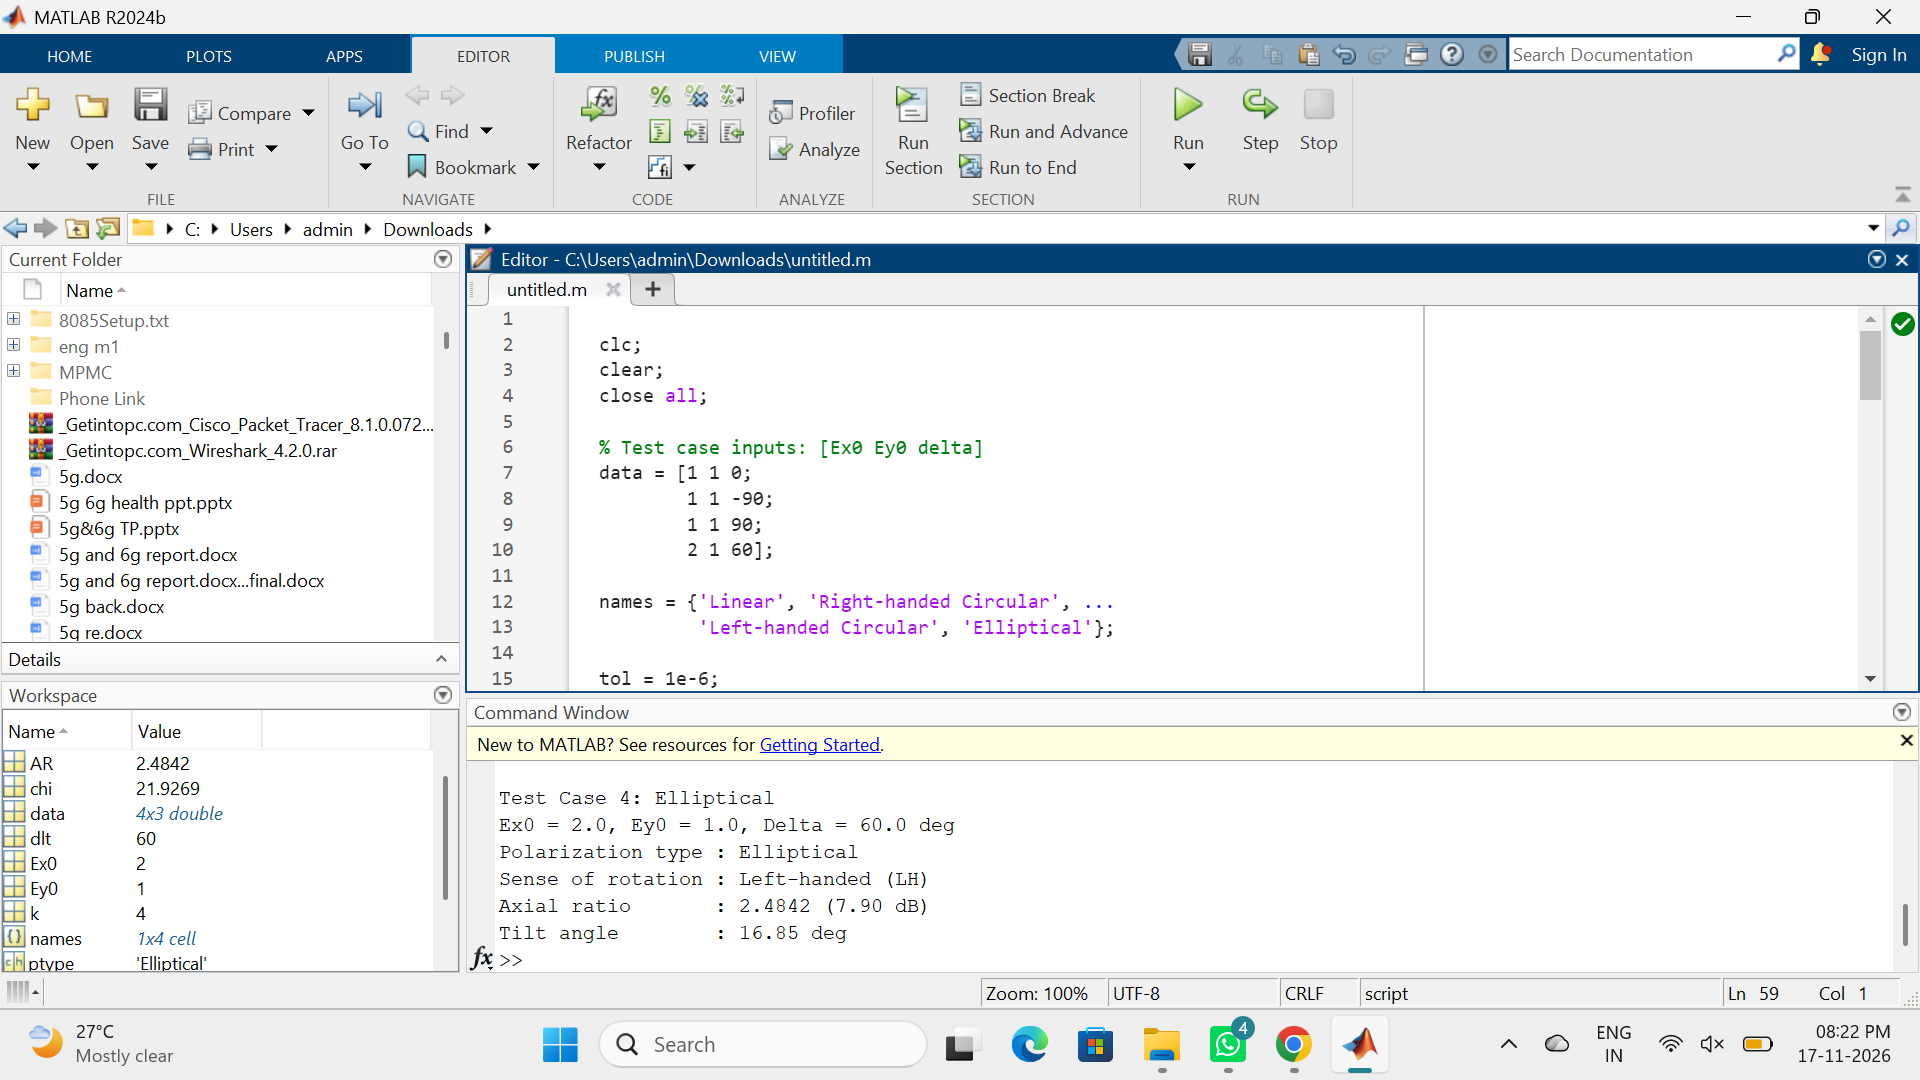 MATLAB R2024b
HOME PLOTS APPS EDITOR PUBLISH VIEW
Search Documentation
Sign In
New
Open
Save
Compare
Print
FILE
Go To
Find
Bookmark
NAVIGATE
Refactor
CODE
Profiler
Analyze
ANALYZE
Run
Section
Section Break
Run and Advance
Run to End
SECTION
Run
Step
Stop
RUN
C: Users admin Downloads
Current Folder
Name
8085Setup.txt
eng m1
MPMC
Phone Link
_Getintopc.com_Cisco_Packet_Tracer_8.1.0.072...
_Getintopc.com_Wireshark_4.2.0.rar
5g.docx
5g 6g health ppt.pptx
5g&6g TP.pptx
5g and 6g report.docx
5g and 6g report.docx...final.docx
5g back.docx
5g re.docx
Details
Workspace
Name Value
AR 2.4842
chi 21.9269
data 4x3 double
dlt 60
Ex0 2
Ey0 1
k 4
names 1x4 cell
ptype 'Elliptical'
Editor - C:\Users\admin\Downloads\untitled.m
untitled.m
1
2 clc;
3 clear;
4 close all;
5
6 % Test case inputs: [Ex0 Ey0 delta]
7 data = [1 1 0;
8 1 1 -90;
9 1 1 90;
10 2 1 60];
11
12 names = {'Linear', 'Right-handed Circular', ...
13 'Left-handed Circular', 'Elliptical'};
14
15 tol = 1e-6;
Command Window
New to MATLAB? See resources for Getting Started.
Test Case 4: Elliptical
Ex0 = 2.0, Ey0 = 1.0, Delta = 60.0 deg
Polarization type : Elliptical
Sense of rotation : Left-handed (LH)
Axial ratio : 2.4842 (7.90 dB)
Tilt angle : 16.85 deg
fx >>
Zoom: 100% UTF-8 CRLF script Ln 59 Col 1
27°C
Mostly clear
Search
4
ENG
IN
08:22 PM
17-11-2026